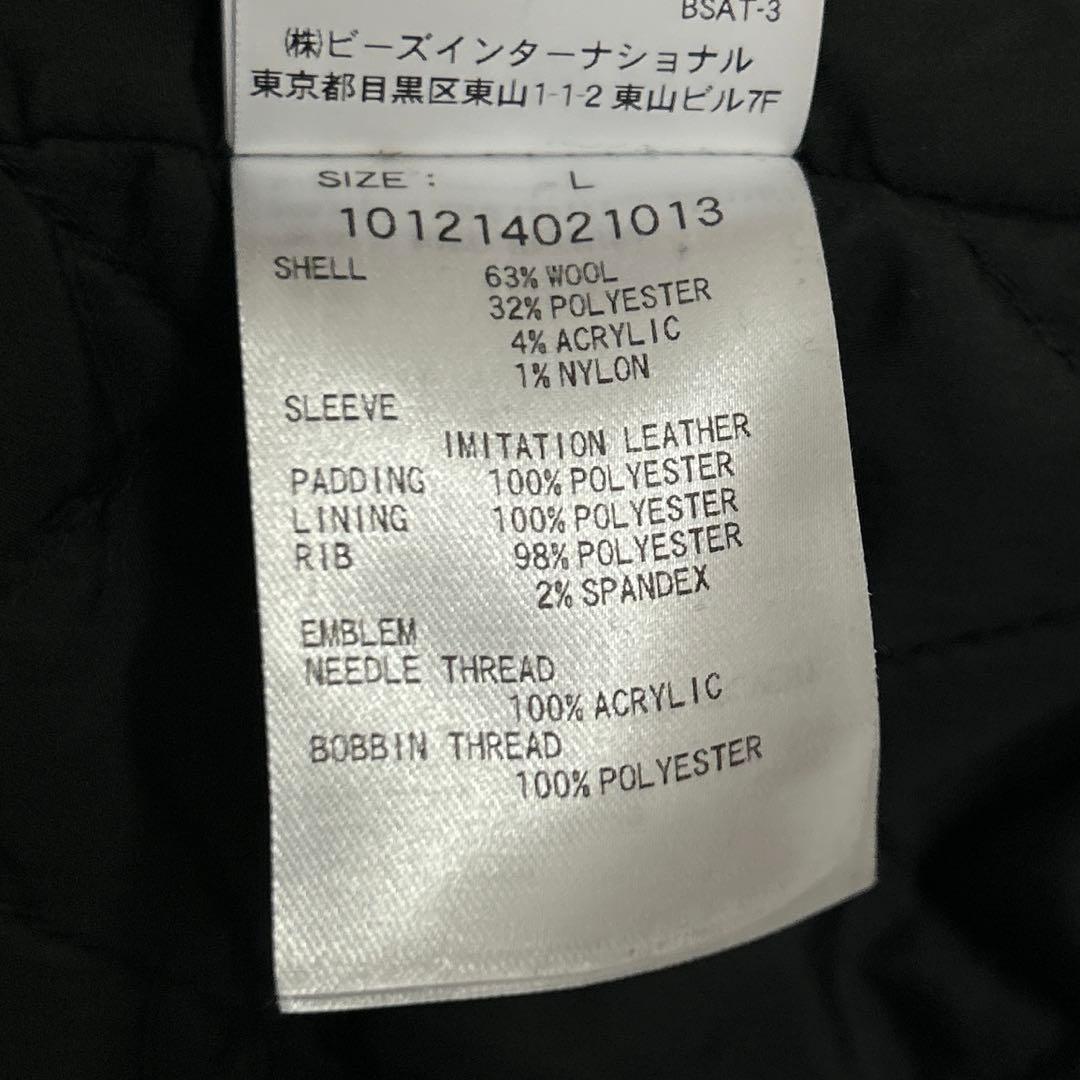 BSAT-3
㈱ビーズインターナショナル
東京都目黒区東山1-1-2 東山ビル7F
SIZE : L
101214021013
SHELL 63% WOOL
32% POLYESTER
4% ACRYLIC
1% NYLON
SLEEVE
IMITATION LEATHER
PADDING 100% POLYESTER
LINING 100% POLYESTER
RIB 98% POLYESTER
2% SPANDEX
EMBLEM
NEEDLE THREAD
100% ACRYLIC
BOBBIN THREAD
100% POLYESTER